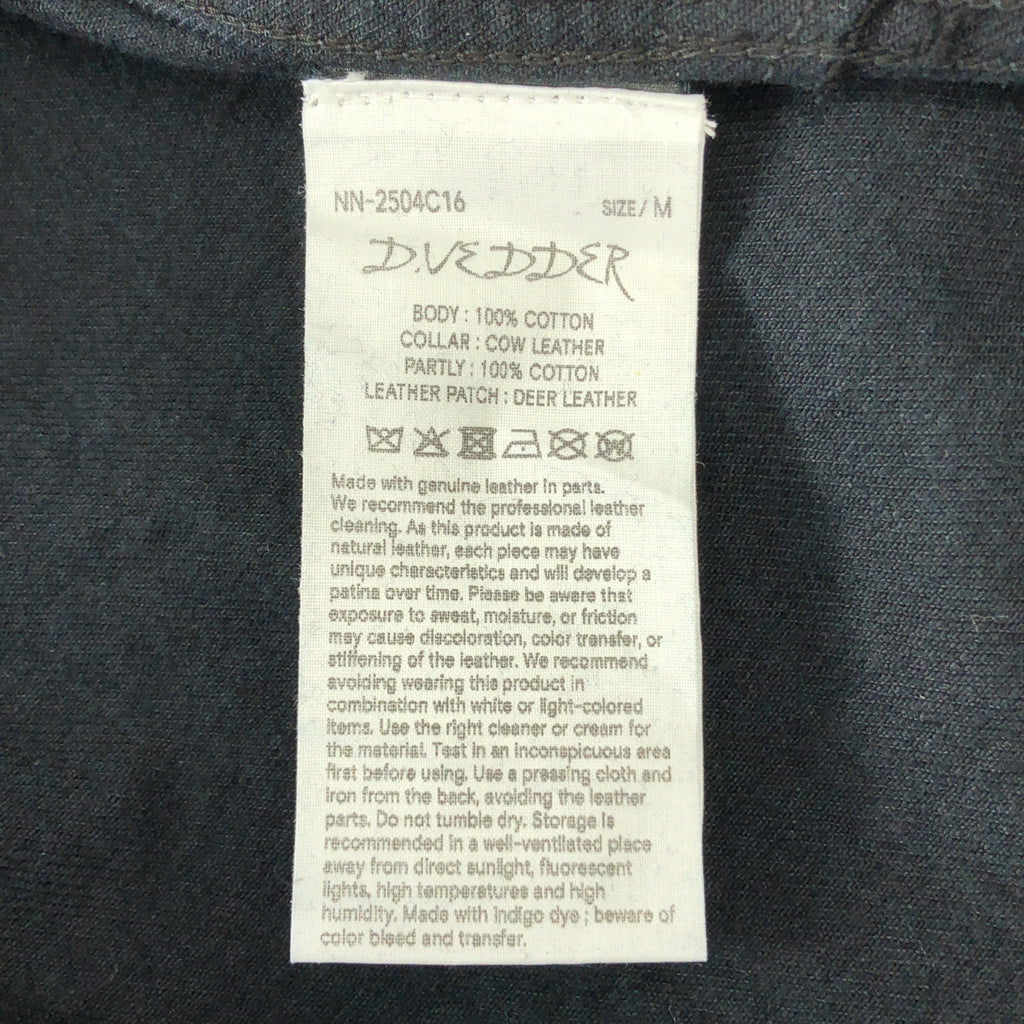 NN-2504C16 SIZE/ M
D.VEDDER
BODY : 100% COTTON
COLLAR : COW LEATHER
PARTLY : 100% COTTON
LEATHER PATCH : DEER LEATHER
W
Made with genuine leather in parts.
We recommend the professional leather
cleaning. As this product is made of
natural leather, each piece may have
unique characteristics and will develop a
patina over time. Please be aware that
exposure to sweat, moisture, or friction
may cause discoloration, color transfer, or
stiffening of the leather. We recommend
avoiding wearing this product in
combination with white or light-colored
items. Use the right cleaner or cream for
the material. Test in an inconspicuous area
first before using. Use a pressing cloth and
iron from the back, avoiding the leather
parts. Do not tumble dry. Storage is
recommended in a well-ventilated place
away from direct sunlight, fluorescent
lights, high temperatures and high
humidity. Made with indigo dye ; beware of
color bleed and transfer.